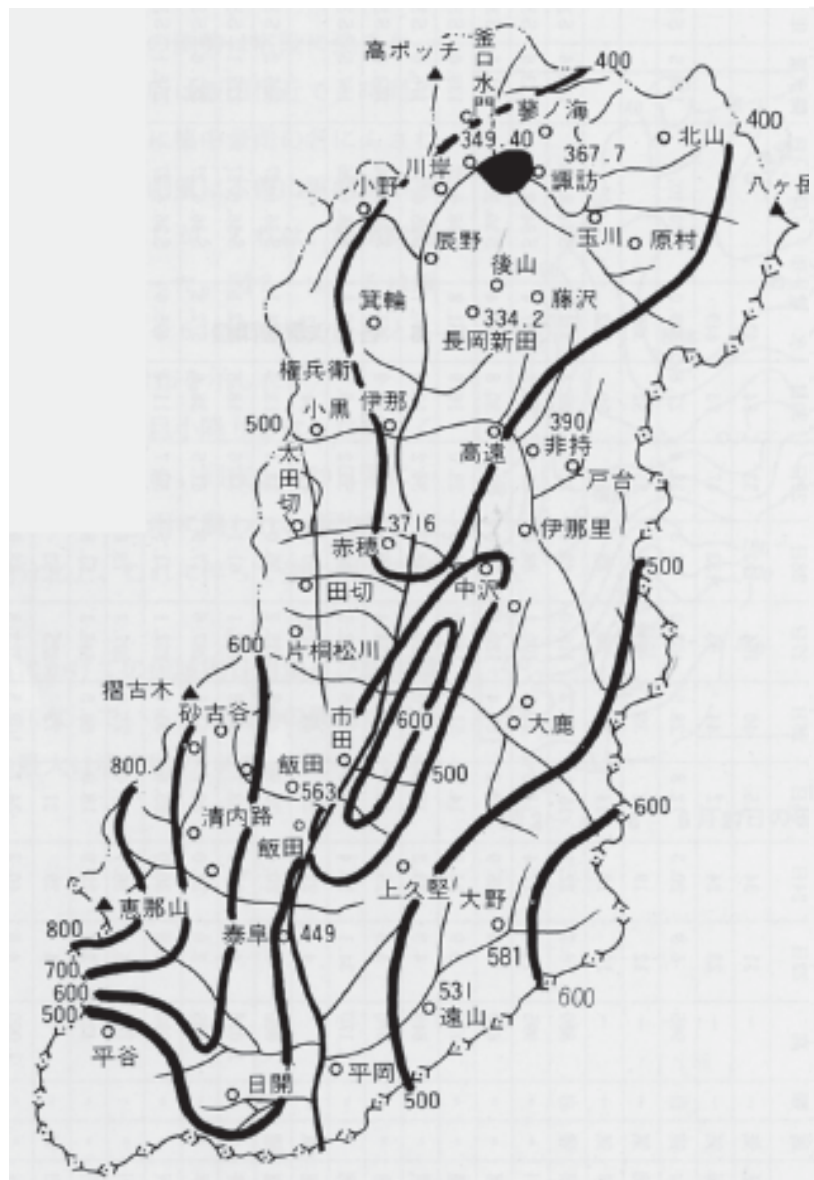 高ボッチ
釜口水門
400
蓼ノ海
400
349.40
北山
川岸
367.7
諏訪
八ヶ岳
小野
玉川
原村
辰野
後山
箕輪
藤沢
334.2
長岡新田
権兵衛
小黒
伊那
500
390
高遠
非持
太田切
戸台
3716
赤穂
伊那里
500
田切
中沢
600
片桐松川
摺古木
砂古谷
市田
600
大鹿
800
飯田
500
563
清内路
600
飯田
上久堅
大野
恵那山
800
泰阜
449
581
700
600
531
600
500
遠山
平谷
平岡
日開
500